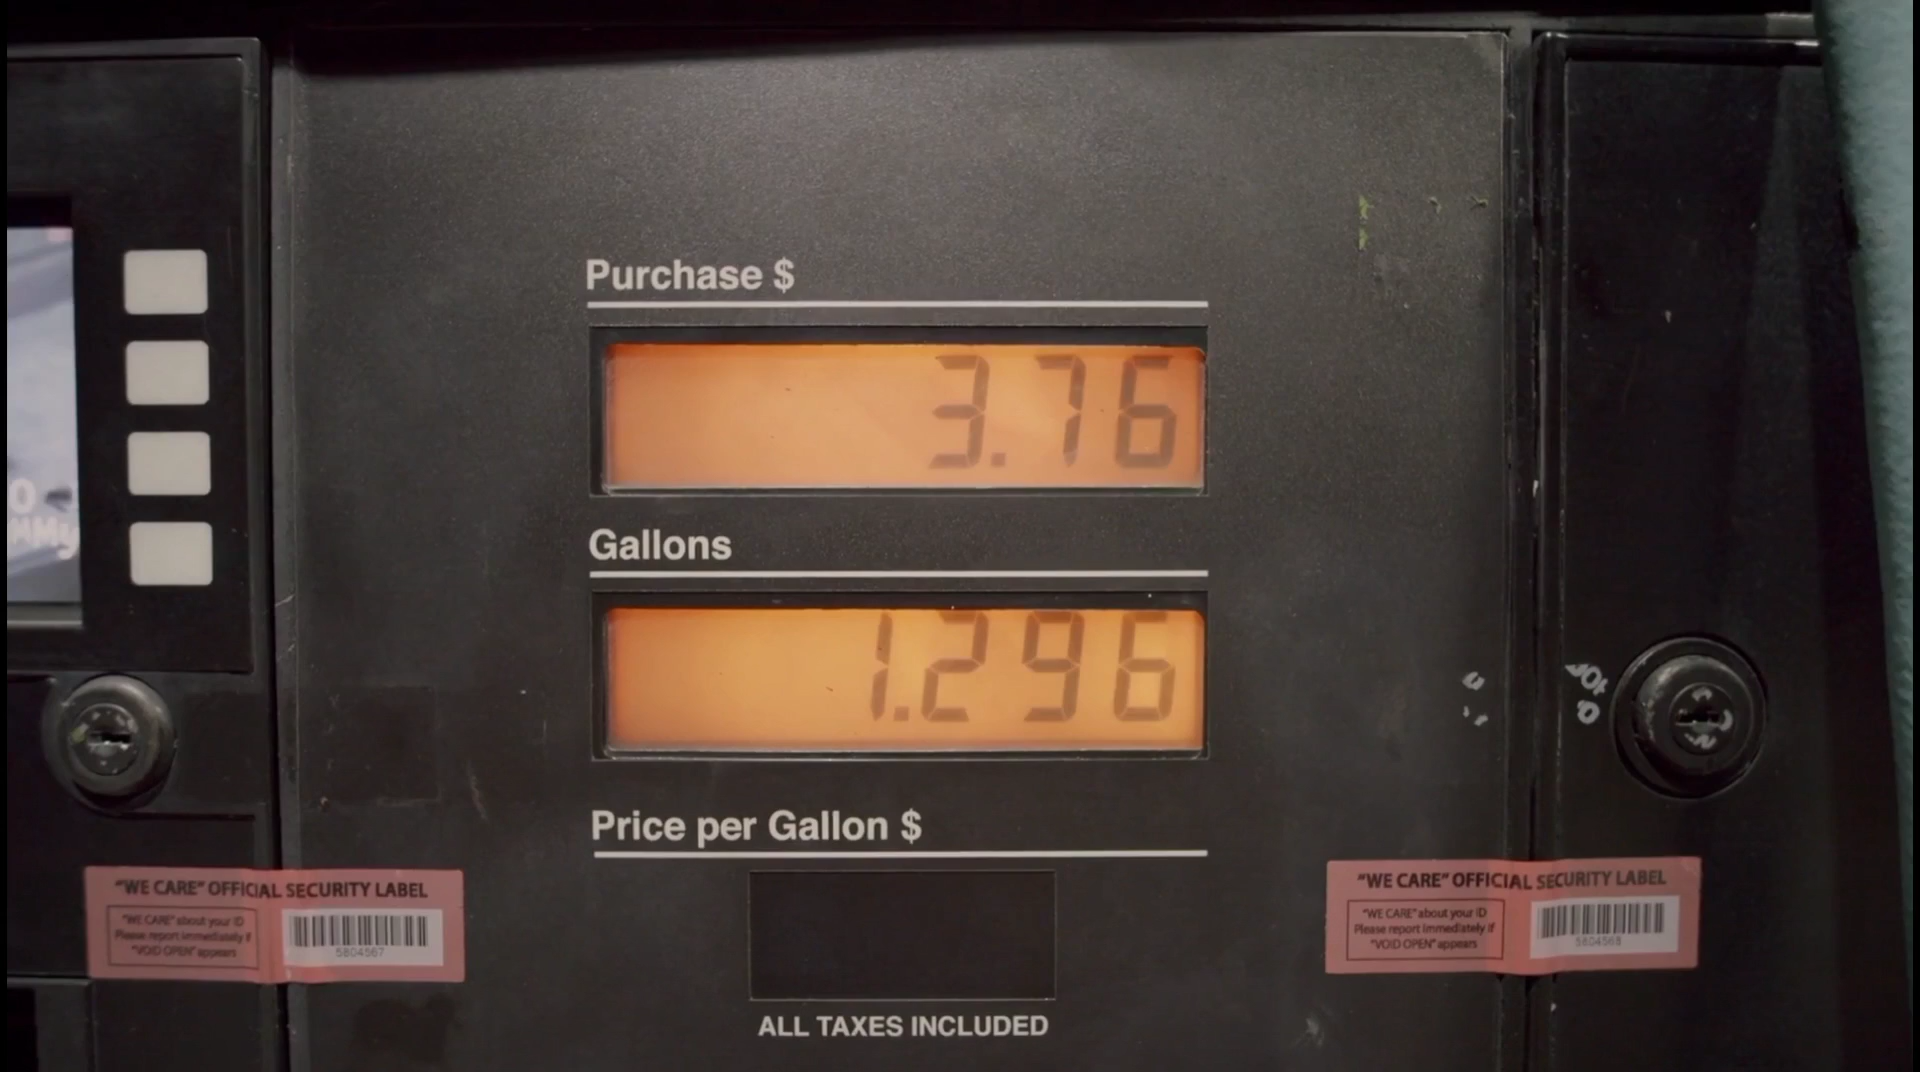 Purchase $
3.76
Gallons
1.296
Price per Gallon $
ALL TAXES INCLUDED
"WE CARE" OFFICIAL SECURITY LABEL
"WE CARE" about your ID
Please report immediately if
"VOID OPEN" appears
5804567
"WE CARE" OFFICIAL SECURITY LABEL
"WE CARE" about your ID
Please report immediately if
"VOID OPEN" appears
5804568